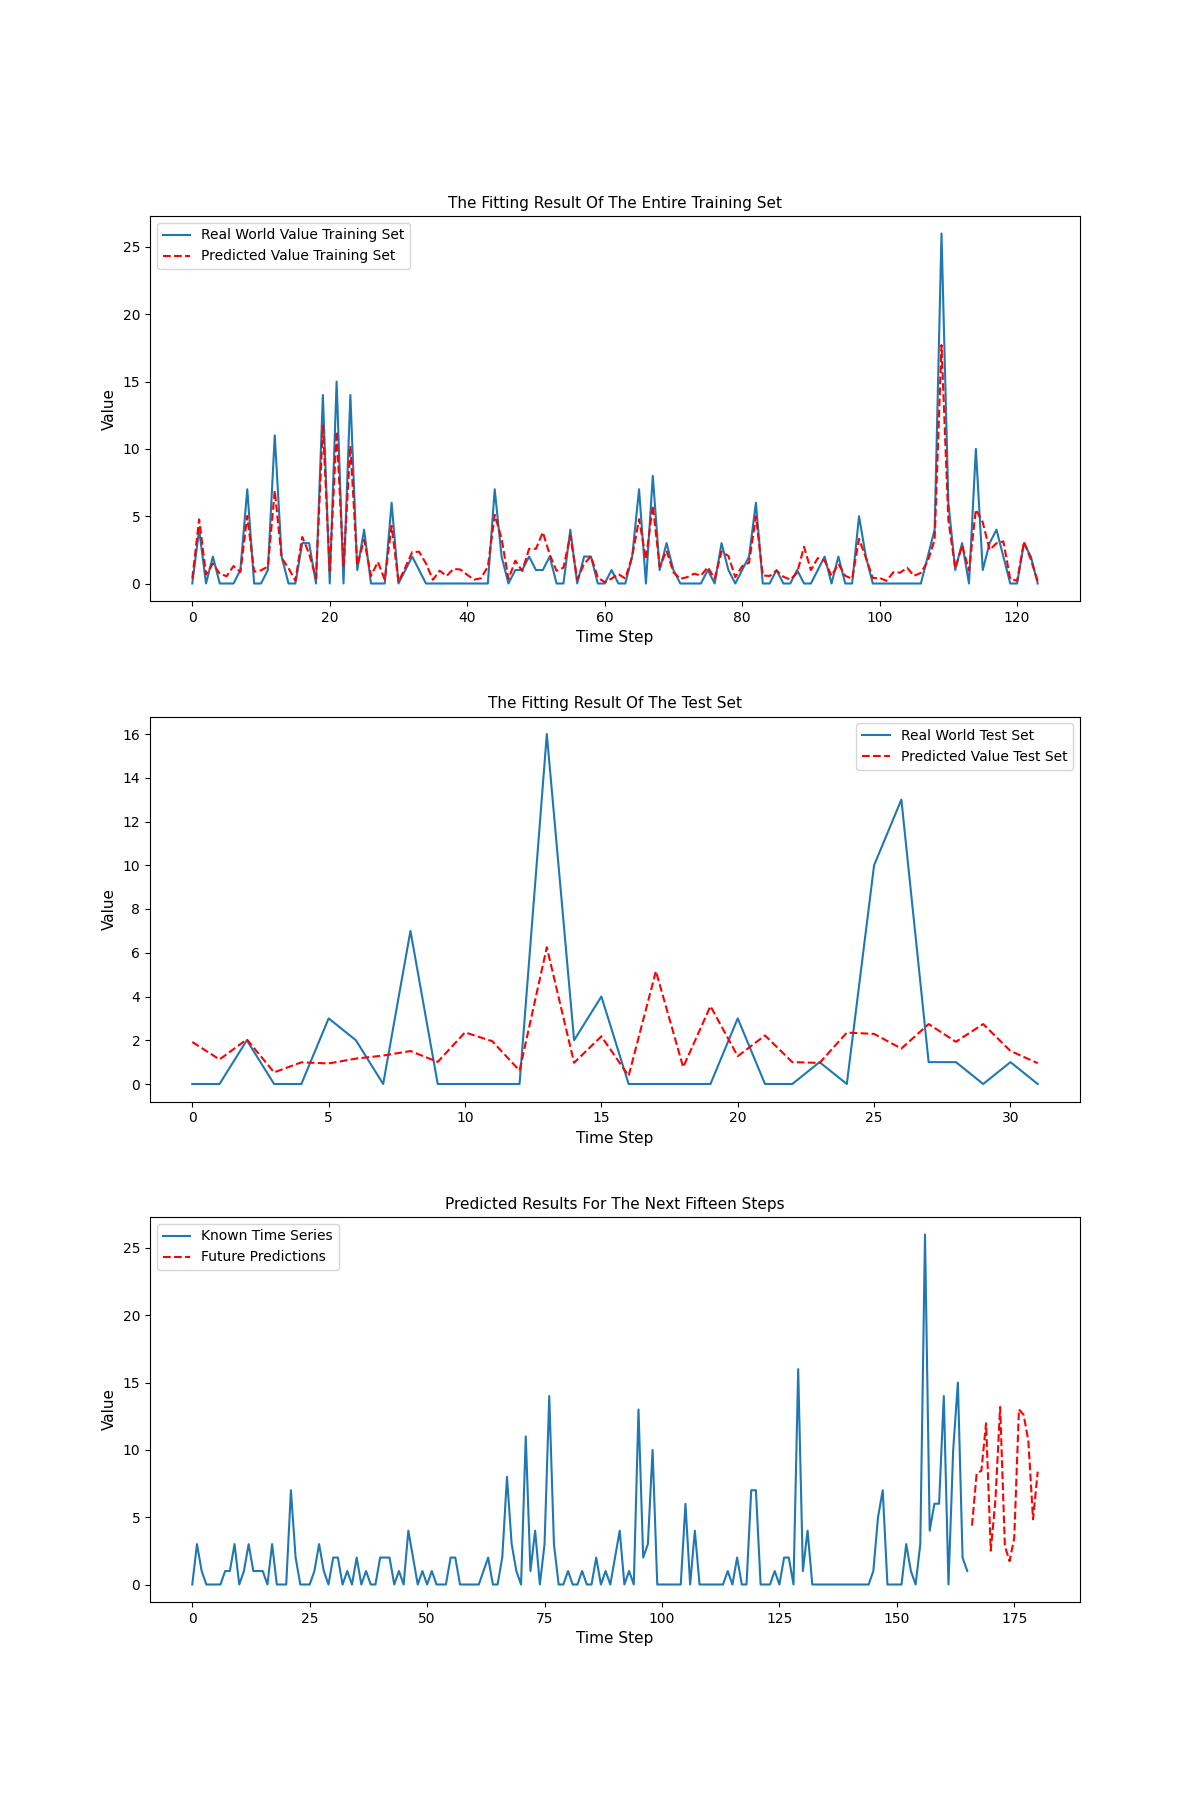 The Fitting Result Of The Entire Training Set
Real World Value Training Set
Predicted Value Training Set
Value
25
20
15
10
5
0
0 20 40 60 80 100 120
Time Step
The Fitting Result Of The Test Set
Real World Test Set
Predicted Value Test Set
Value
16
14
12
10
8
6
4
2
0
0 5 10 15 20 25 30
Time Step
Predicted Results For The Next Fifteen Steps
Known Time Series
Future Predictions
Value
25
20
15
10
5
0
0 25 50 75 100 125 150 175
Time Step